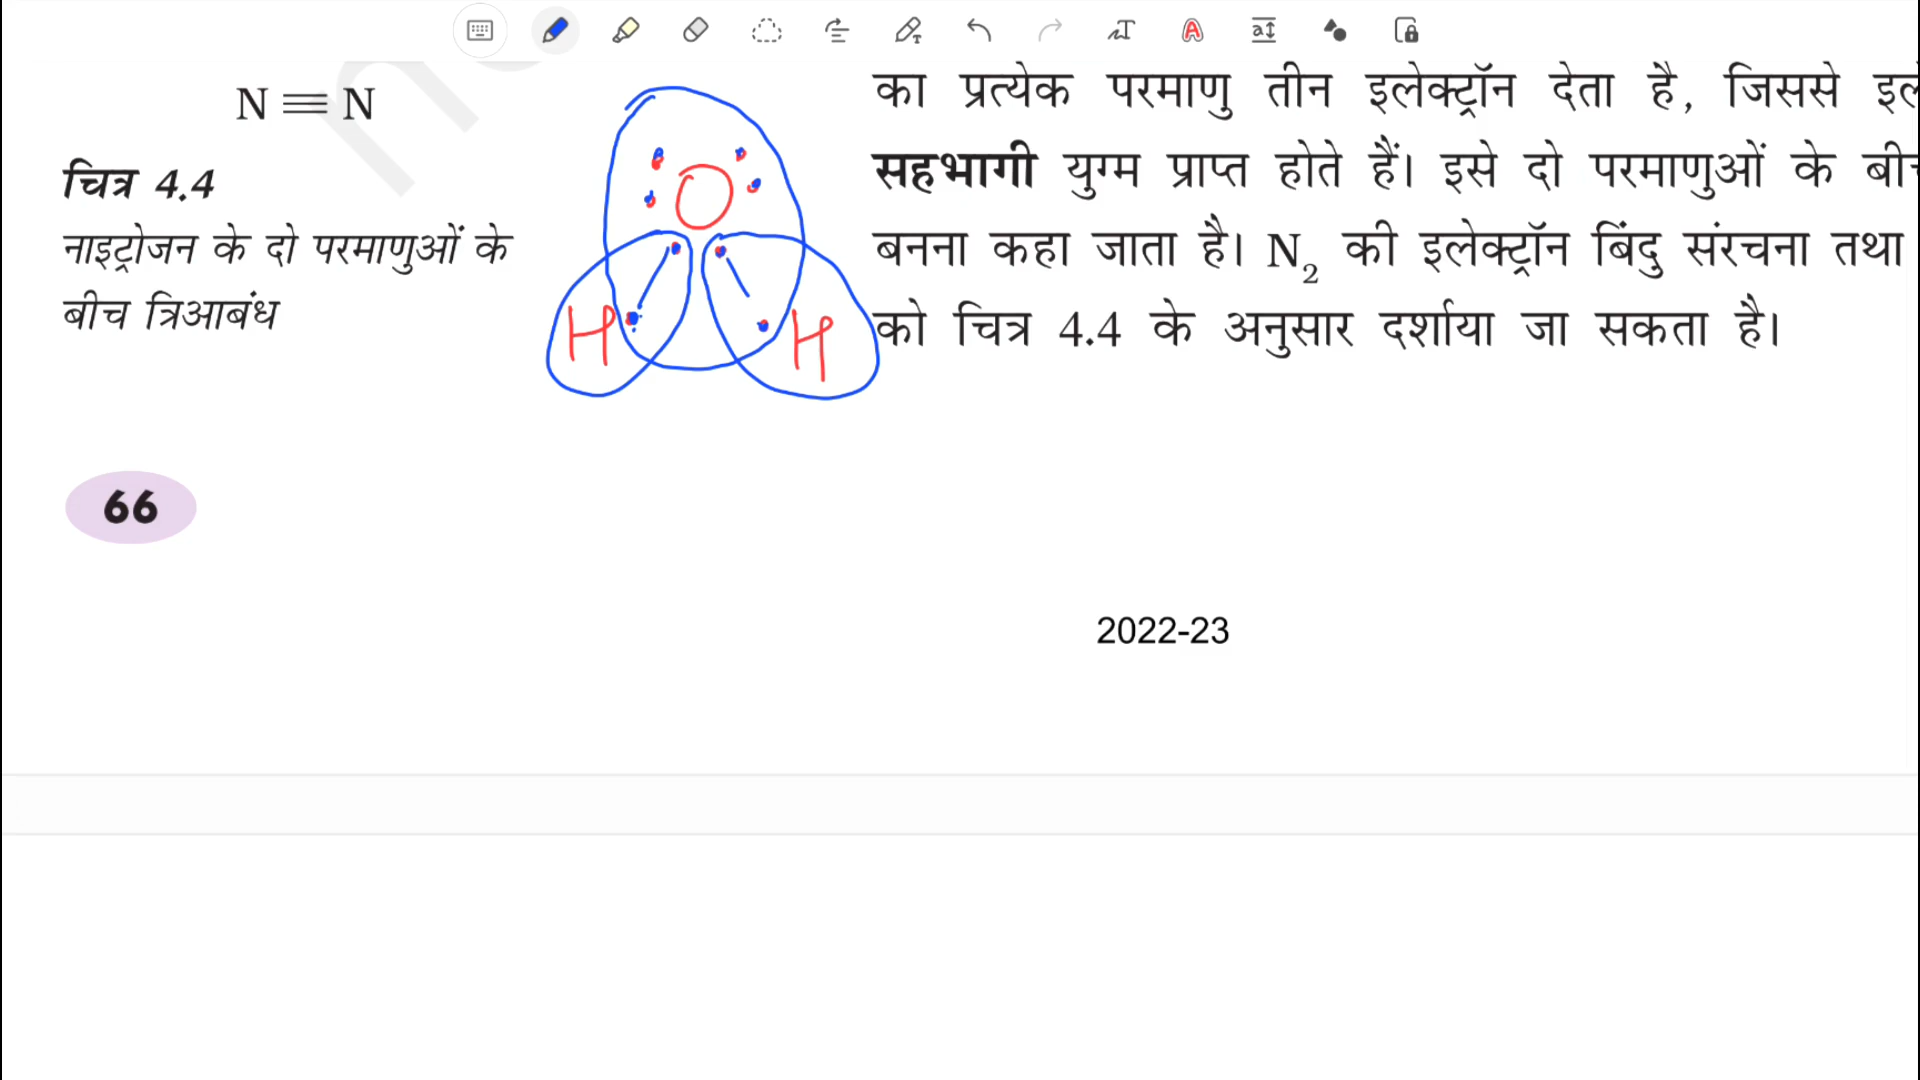 N ≡ N
चित्र 4.4
नाइट्रोजन के दो परमाणुओं के
बीच त्रिआबंध
O
H H
का प्रत्येक परमाणु तीन इलेक्ट्रॉन देता है, जिससे
सहभागी युग्म प्राप्त होते हैं। इसे दो परमाणुओं के
बनना कहा जाता है। N₂ की इलेक्ट्रॉन बिंदु संरचना तथा
को चित्र 4.4 के अनुसार दर्शाया जा सकता है।
66
2022-23